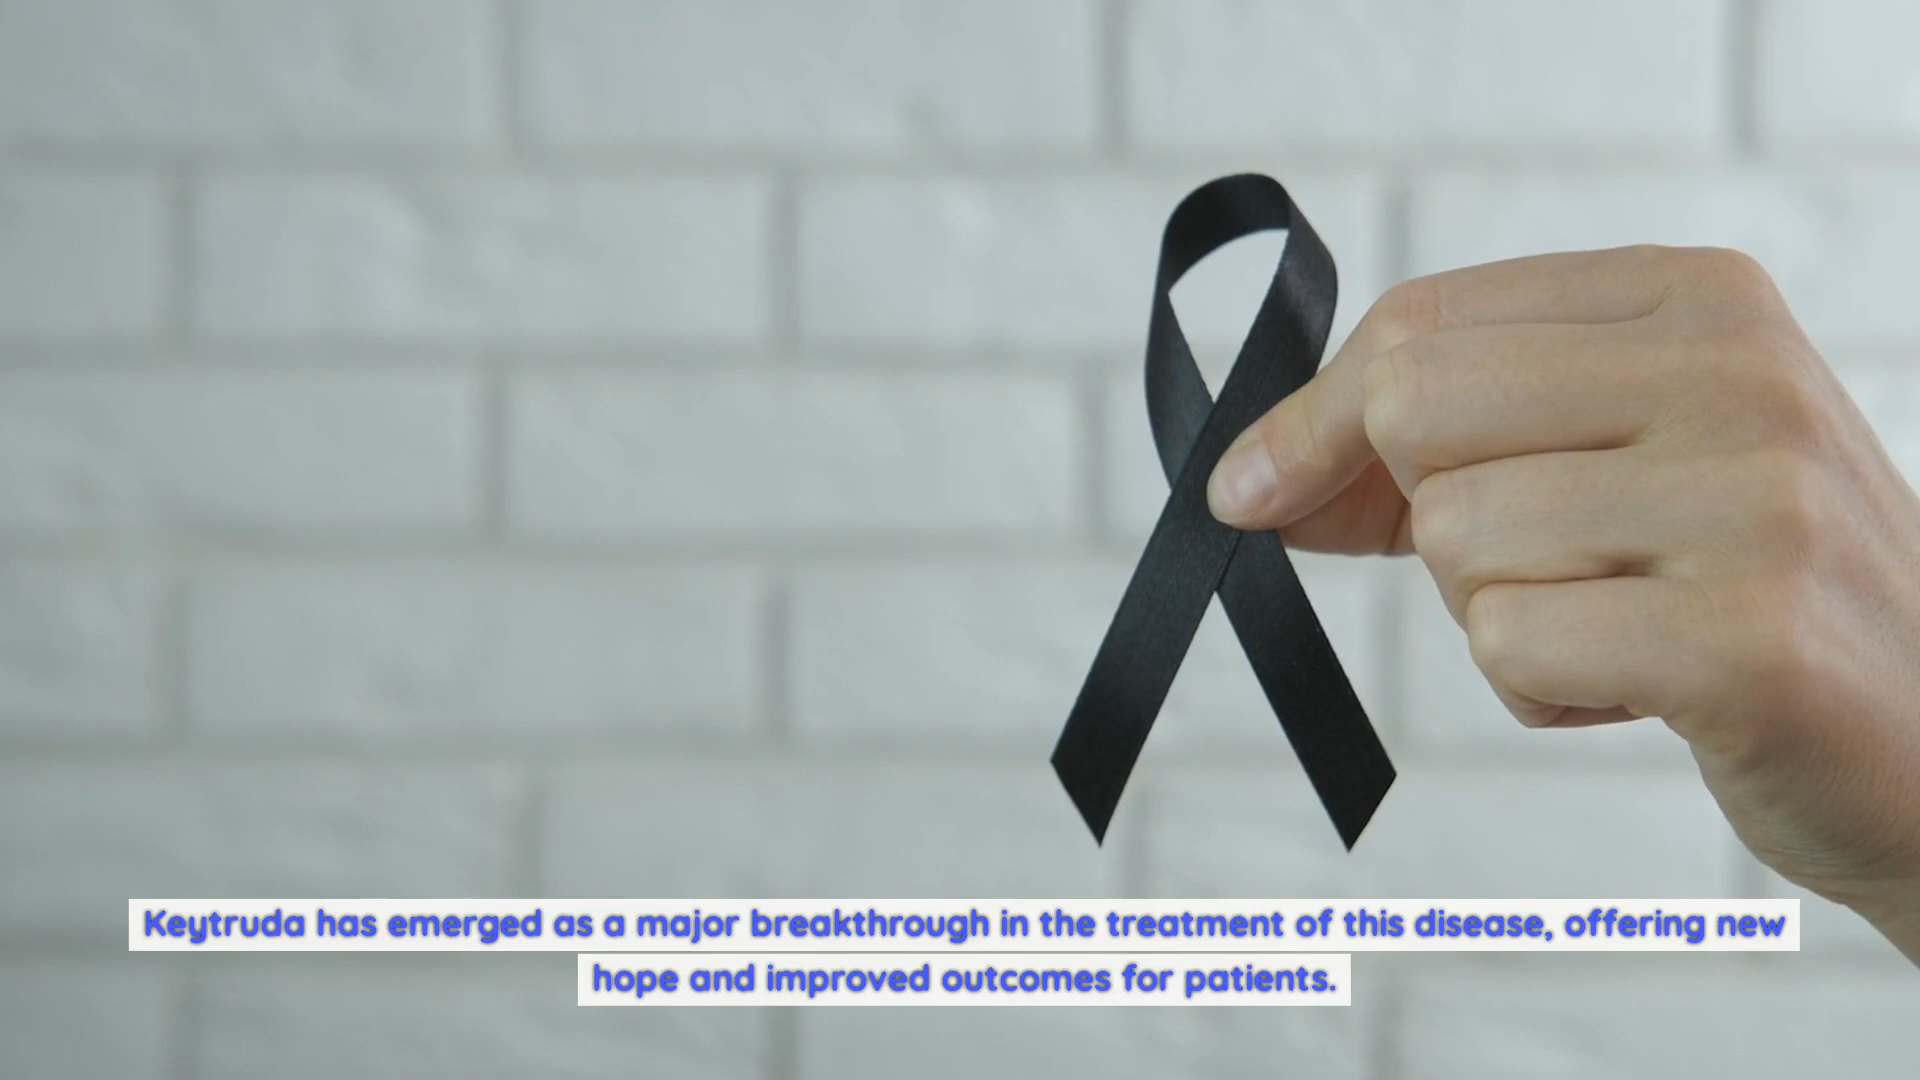 Keytruda has emerged as a major breakthrough in the treatment of this disease, offering new
hope and improved outcomes for patients.